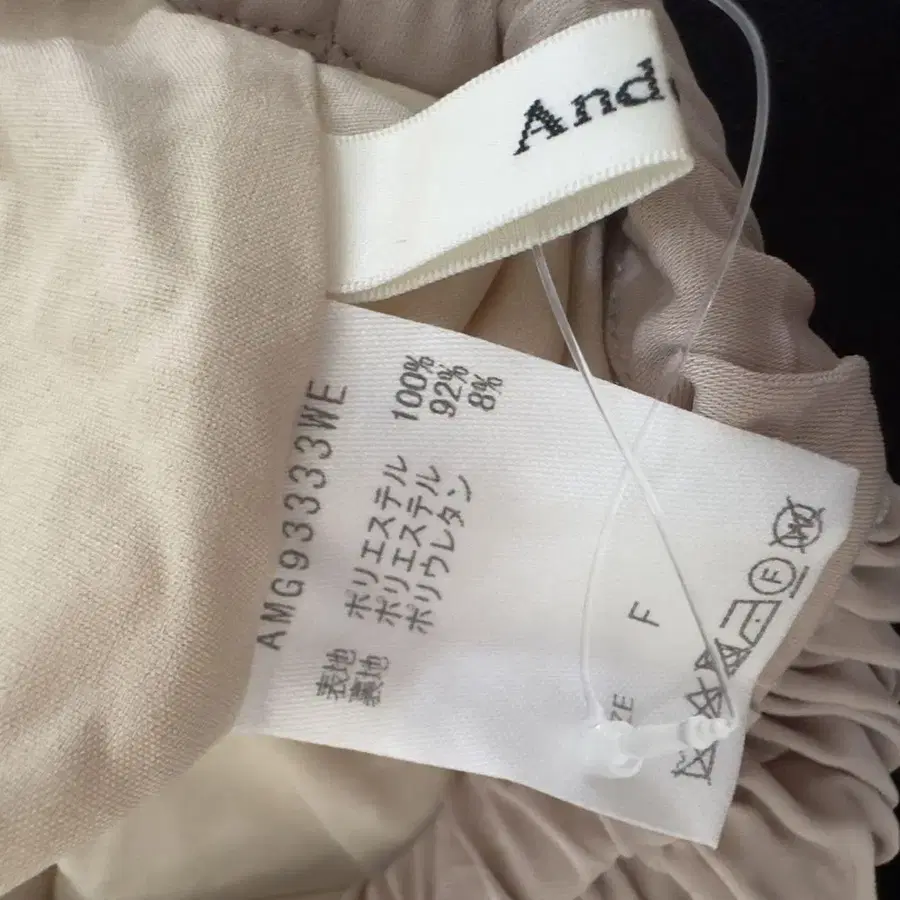 And
AMG9333WE
表地 ポリエステル 100%
裏地 ポリエステル 92%
ポリウレタン 8%
F